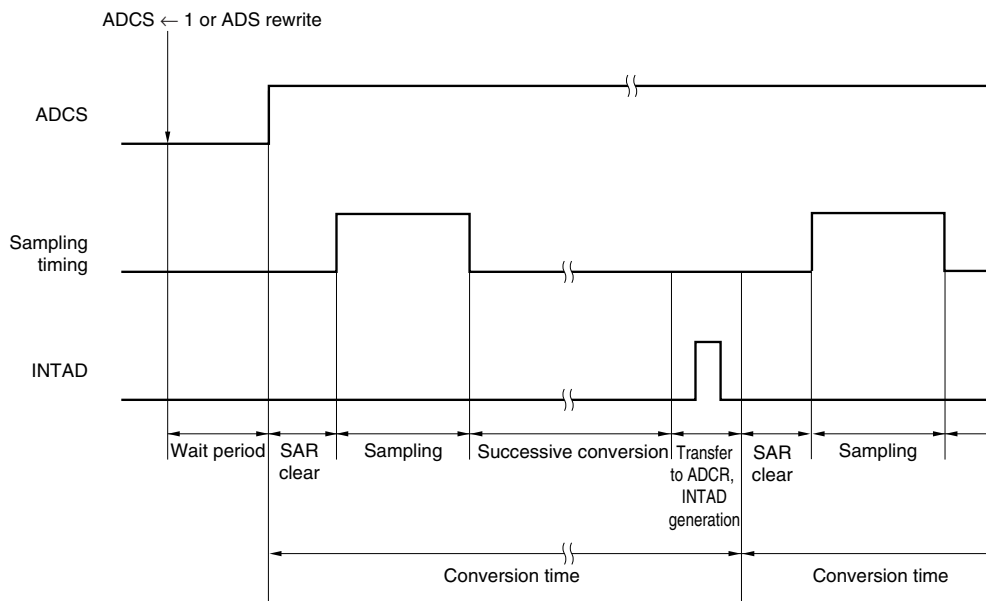 ADCS ← 1 or ADS rewrite
ADCS
Sampling
timing
INTAD
Wait period
SAR
clear
Sampling
Successive conversion
Transfer
to ADCR,
INTAD
generation
SAR
clear
Sampling
Conversion time
Conversion time